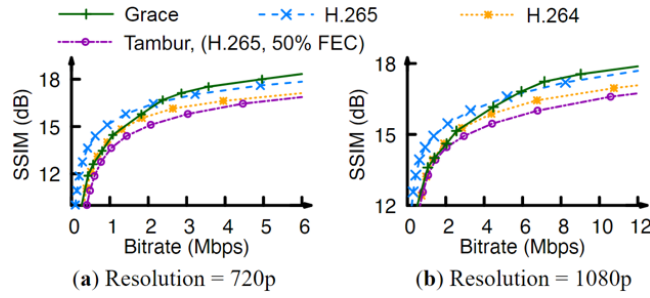 Grace H.265 H.264
Tambur, (H.265, 50% FEC)
SSIM (dB)
18
15
12
0 1 2 3 4 5 6
Bitrate (Mbps)
(a) Resolution = 720p
SSIM (dB)
18
15
12
0 2 4 6 8 10 12
Bitrate (Mbps)
(b) Resolution = 1080p